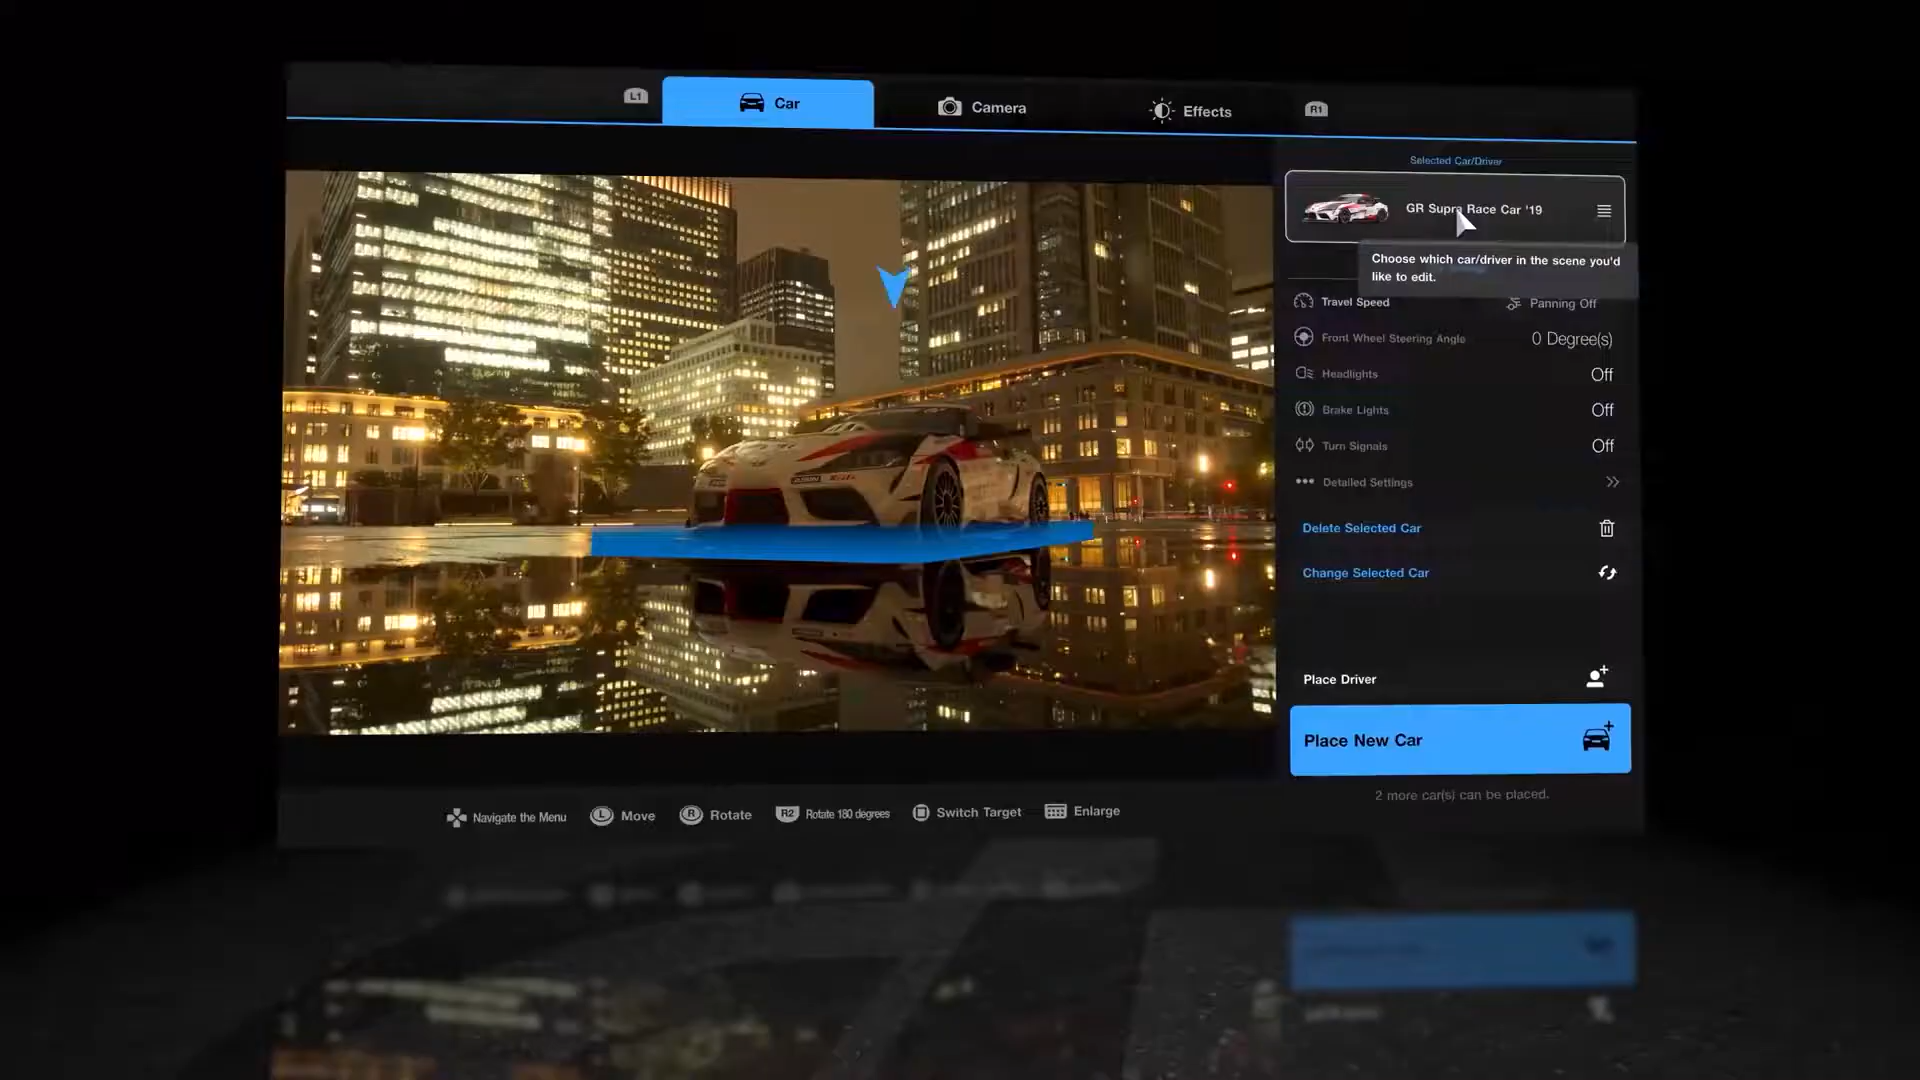 L1
Car
Camera
Effects
R1
Selected Car/Driver
GR Supra Race Car '19
Choose which car/driver in the scene you'd
like to edit.
Travel Speed
Panning Off
Front Wheel Steering Angle
0 Degree(s)
Headlights
Off
Brake Lights
Off
Turn Signals
Off
Detailed Settings
Delete Selected Car
Change Selected Car
Place Driver
Place New Car
2 more car(s) can be placed.
Navigate the Menu
L Move
R Rotate
R2 Rotate 180 degrees
Switch Target
Enlarge